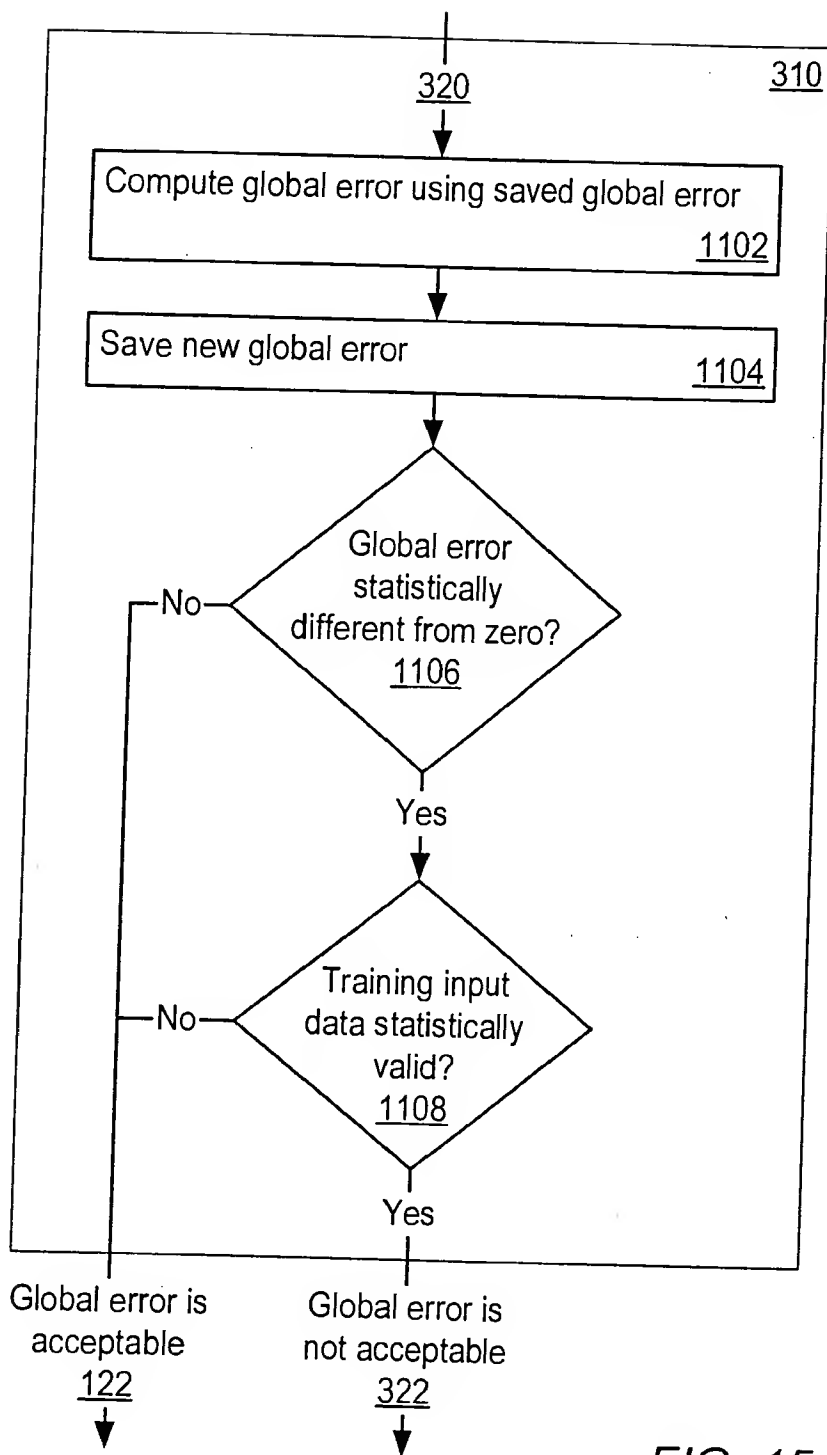 310
320
Compute global error using saved global error
1102
Save new global error
1104
Global error
statistically
different from zero?
1106
No
Yes
Training input
data statistically
valid?
1108
No
Yes
Global error is
acceptable
122
Global error is
not acceptable
322